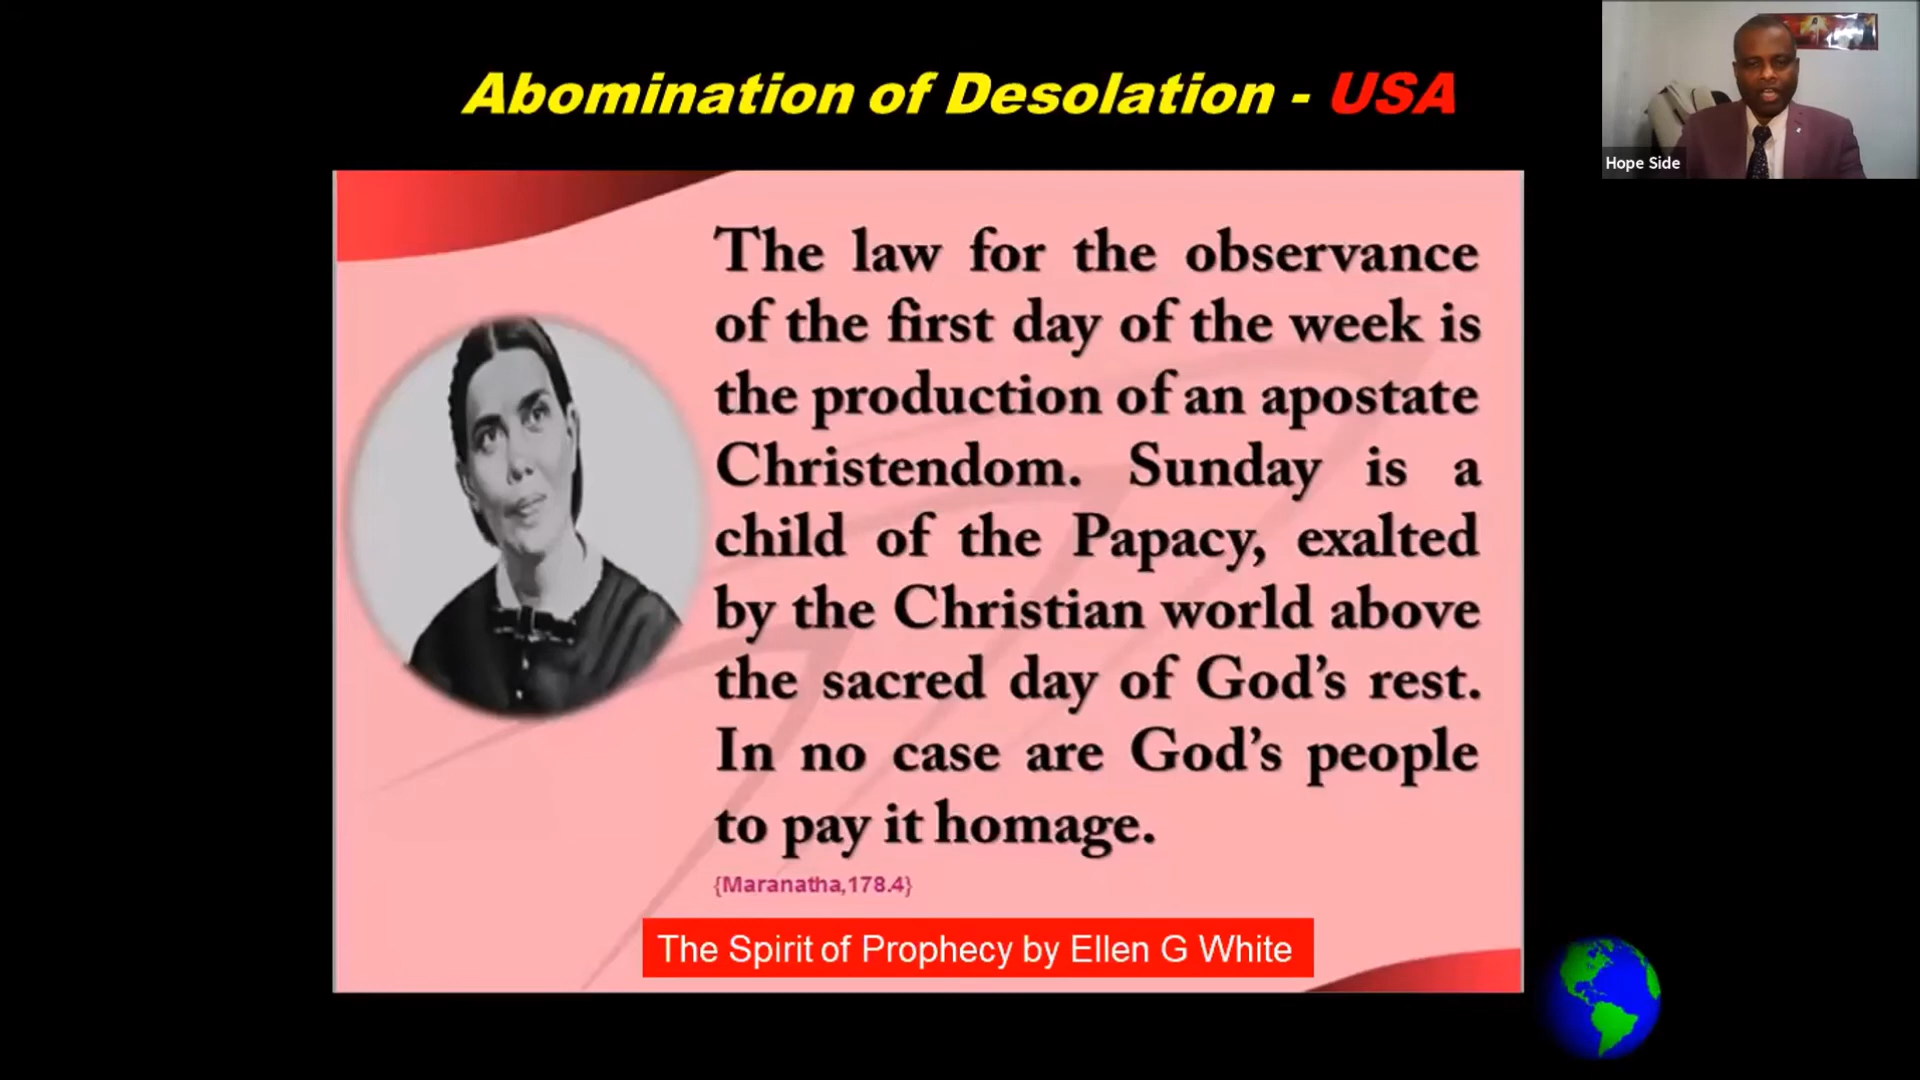 Abomination of Desolation - USA
Hope Side
The law for the observance
of the first day of the week is
the production of an apostate
Christendom. Sunday is a
child of the Papacy, exalted
by the Christian world above
the sacred day of God’s rest.
In no case are God’s people
to pay it homage.
{Maranatha,178.4}
The Spirit of Prophecy by Ellen G White